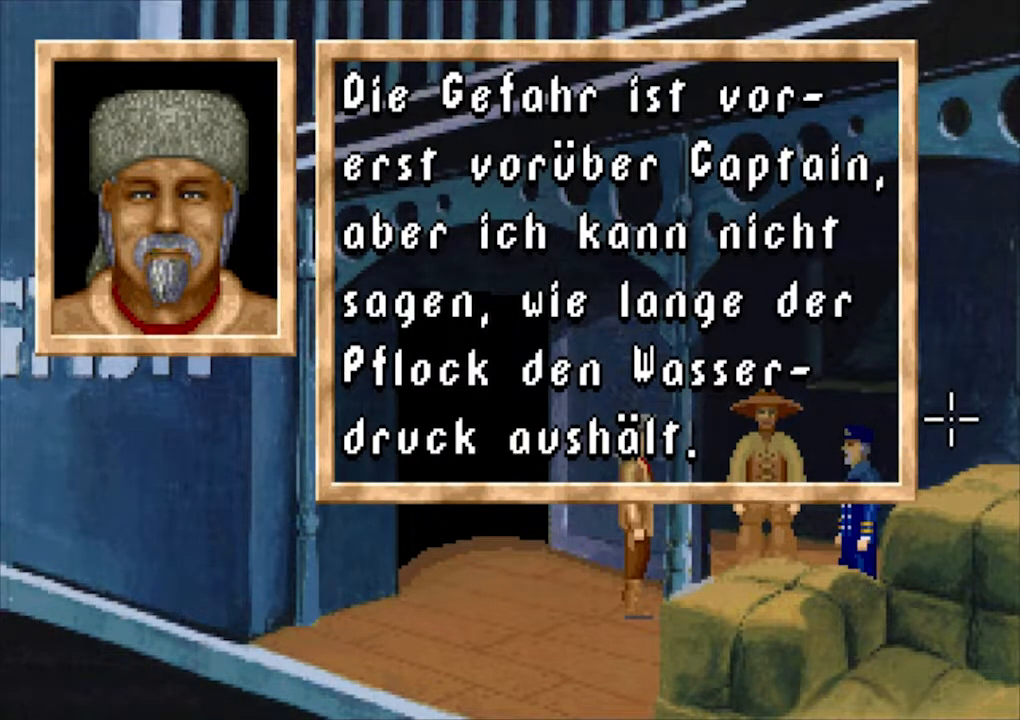 Die Gefahr ist vor-
erst vorüber Captain,
aber ich kann nicht
sagen, wie lange der
Pflock den Wasser-
druck aushält.